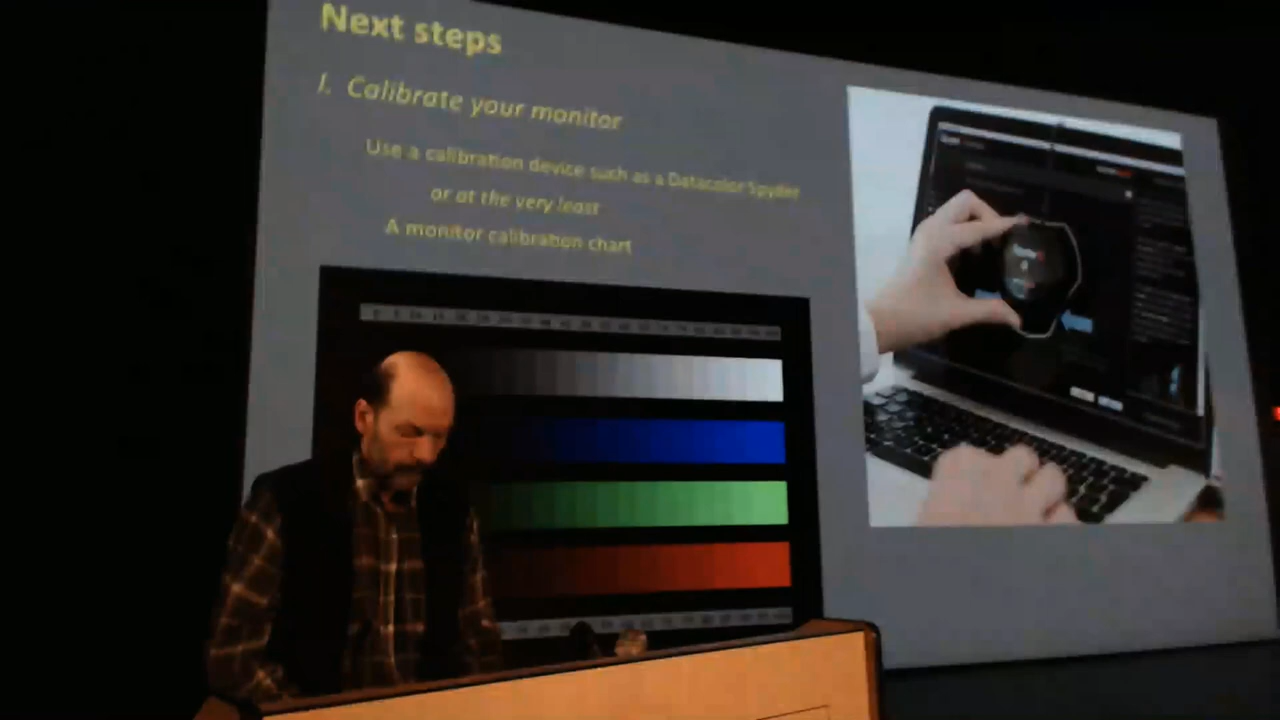 Next steps
I. Calibrate your monitor
Use a calibration device such as a Datacolor Spyder
or at the very least
A monitor calibration chart